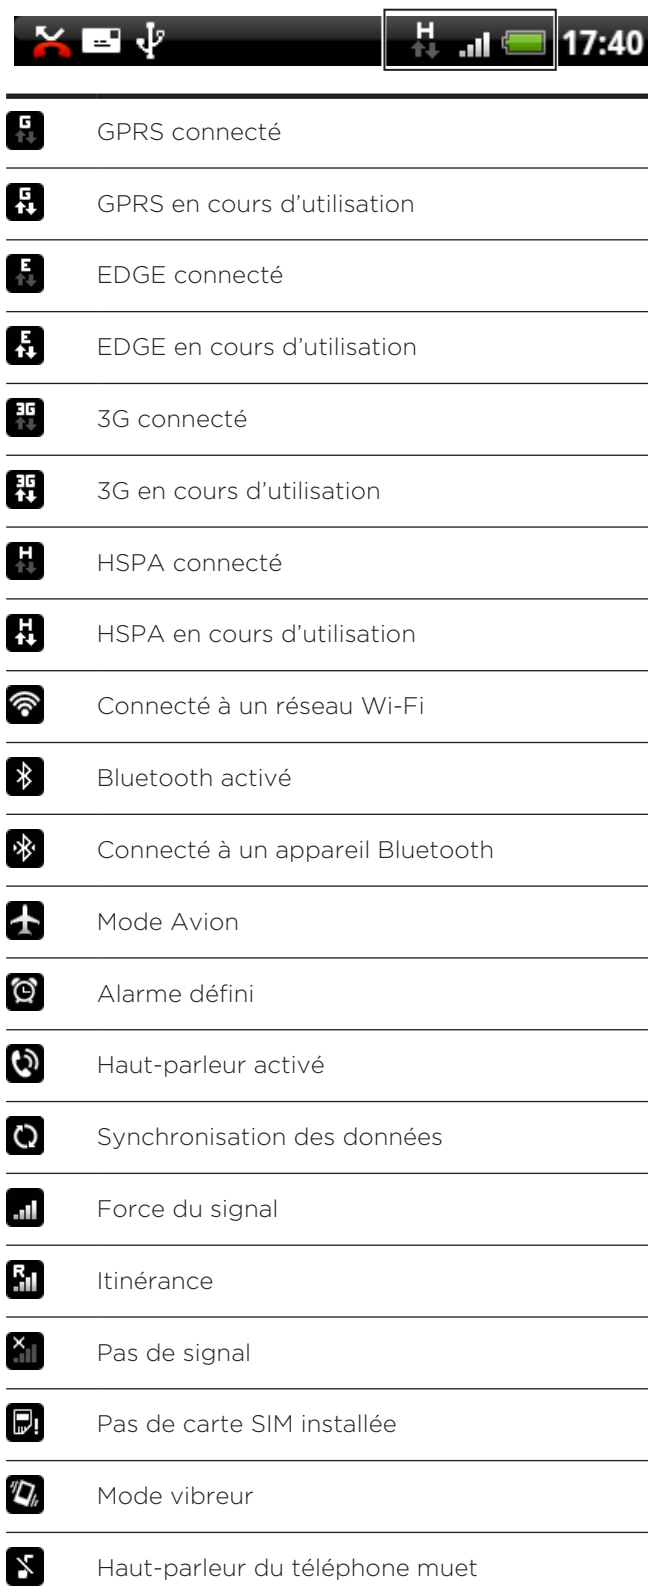 H 17:40
G GPRS connecté
G GPRS en cours d’utilisation
E EDGE connecté
E EDGE en cours d’utilisation
3G 3G connecté
3G 3G en cours d’utilisation
H HSPA connecté
H HSPA en cours d’utilisation
Connecté à un réseau Wi-Fi
Bluetooth activé
Connecté à un appareil Bluetooth
Mode Avion
Alarme défini
Haut-parleur activé
Synchronisation des données
Force du signal
R Itinérance
Pas de signal
Pas de carte SIM installée
Mode vibreur
Haut-parleur du téléphone muet